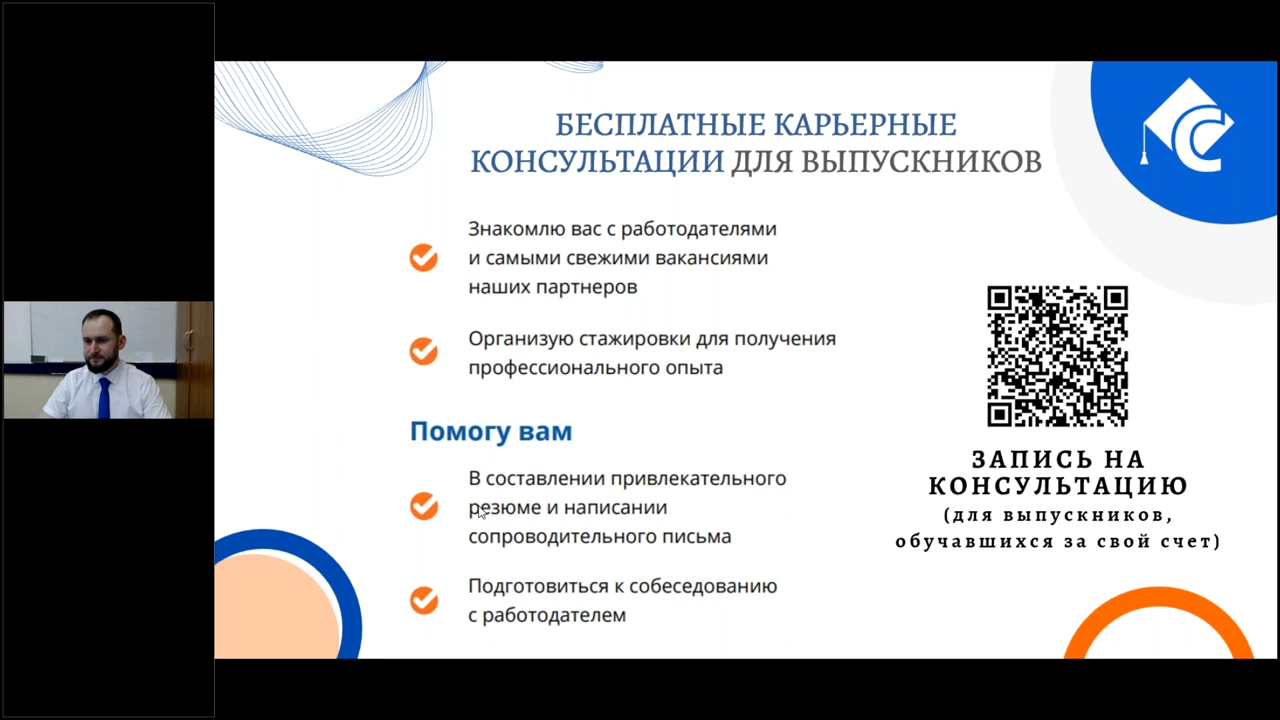 БЕСПЛАТНЫЕ КАРЬЕРНЫЕ
КОНСУЛЬТАЦИИ ДЛЯ ВЫПУСКНИКОВ
Знакомлю вас с работодателями
и самыми свежими вакансиями
наших партнеров
Организую стажировки для получения
профессионального опыта
Помогу вам
В составлении привлекательного
резюме и написании
сопроводительного письма
Подготовиться к собеседованию
с работодателем
ЗАПИСЬ НА
КОНСУЛЬТАЦИЮ
(для выпускников,
обучавшихся за свой счет)